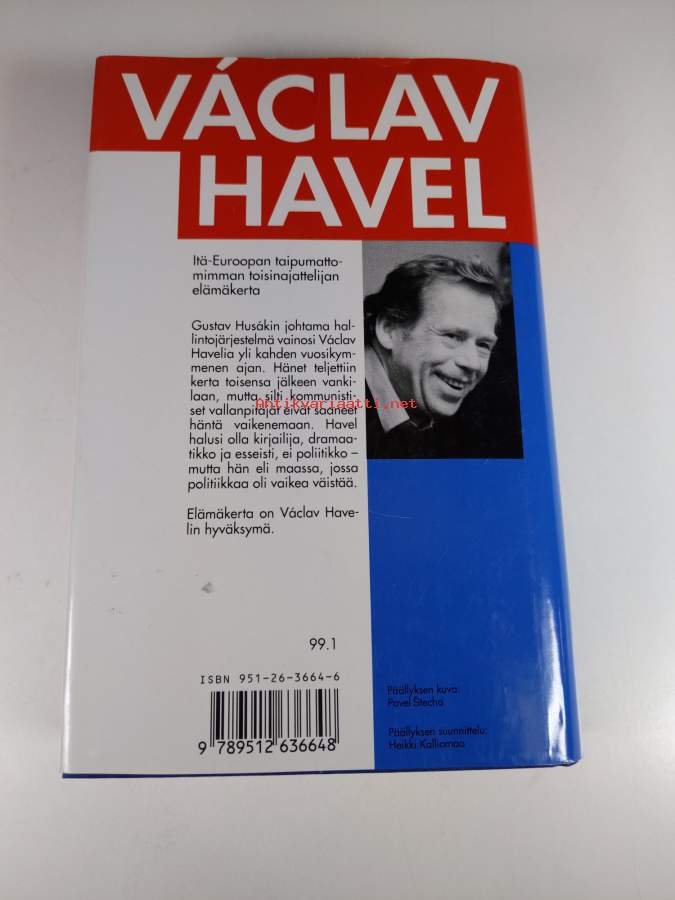 VÁCLAV
HAVEL
Itä-Euroopan taipumatto-
mimman toisinajattelijan
elämäkerta
Gustav Husákin johtama hal-
lintojärjestelmä vainosi Václav
Havelia yli kahden vuosikym-
menen ajan. Hänet teljettiin
kerta toisensa jälkeen vanki-
laan, mutta silti kommunisti-
set vallanpitäjät eivät saaneet
häntä vaikenemaan. Havel
halusi olla kirjailija, dramaa-
tikko ja esseisti, ei poliitikko –
mutta hän eli maassa, jossa
politiikkaa oli vaikea väistää.
Elämäkerta on Václav Have-
lin hyväksymä.
Antikvariaatti.net
99.1
ISBN 951-26-3664-6
9 789512 636648
Päällyksen kuva:
Pavel Štecha
Päällyksen suunnittelu:
Heikki Kalliomaa